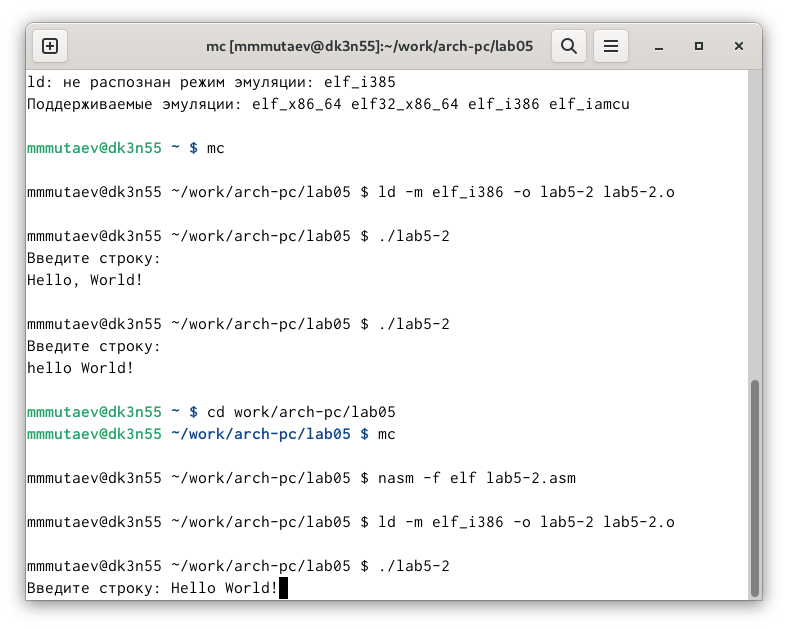 mc [mmmutaev@dk3n55]:~/work/arch-pc/lab05
ld: не распознан режим эмуляции: elf_i385
Поддерживаемые эмуляции: elf_x86_64 elf32_x86_64 elf_i386 elf_iamcu
mmmutaev@dk3n55 ~ $ mc
mmmutaev@dk3n55 ~/work/arch-pc/lab05 $ ld -m elf_i386 -o lab5-2 lab5-2.o
mmmutaev@dk3n55 ~/work/arch-pc/lab05 $ ./lab5-2
Введите строку:
Hello, World!
mmmutaev@dk3n55 ~/work/arch-pc/lab05 $ ./lab5-2
Введите строку:
hello World!
mmmutaev@dk3n55 ~ $ cd work/arch-pc/lab05
mmmutaev@dk3n55 ~/work/arch-pc/lab05 $ mc
mmmutaev@dk3n55 ~/work/arch-pc/lab05 $ nasm -f elf lab5-2.asm
mmmutaev@dk3n55 ~/work/arch-pc/lab05 $ ld -m elf_i386 -o lab5-2 lab5-2.o
mmmutaev@dk3n55 ~/work/arch-pc/lab05 $ ./lab5-2
Введите строку: Hello World!